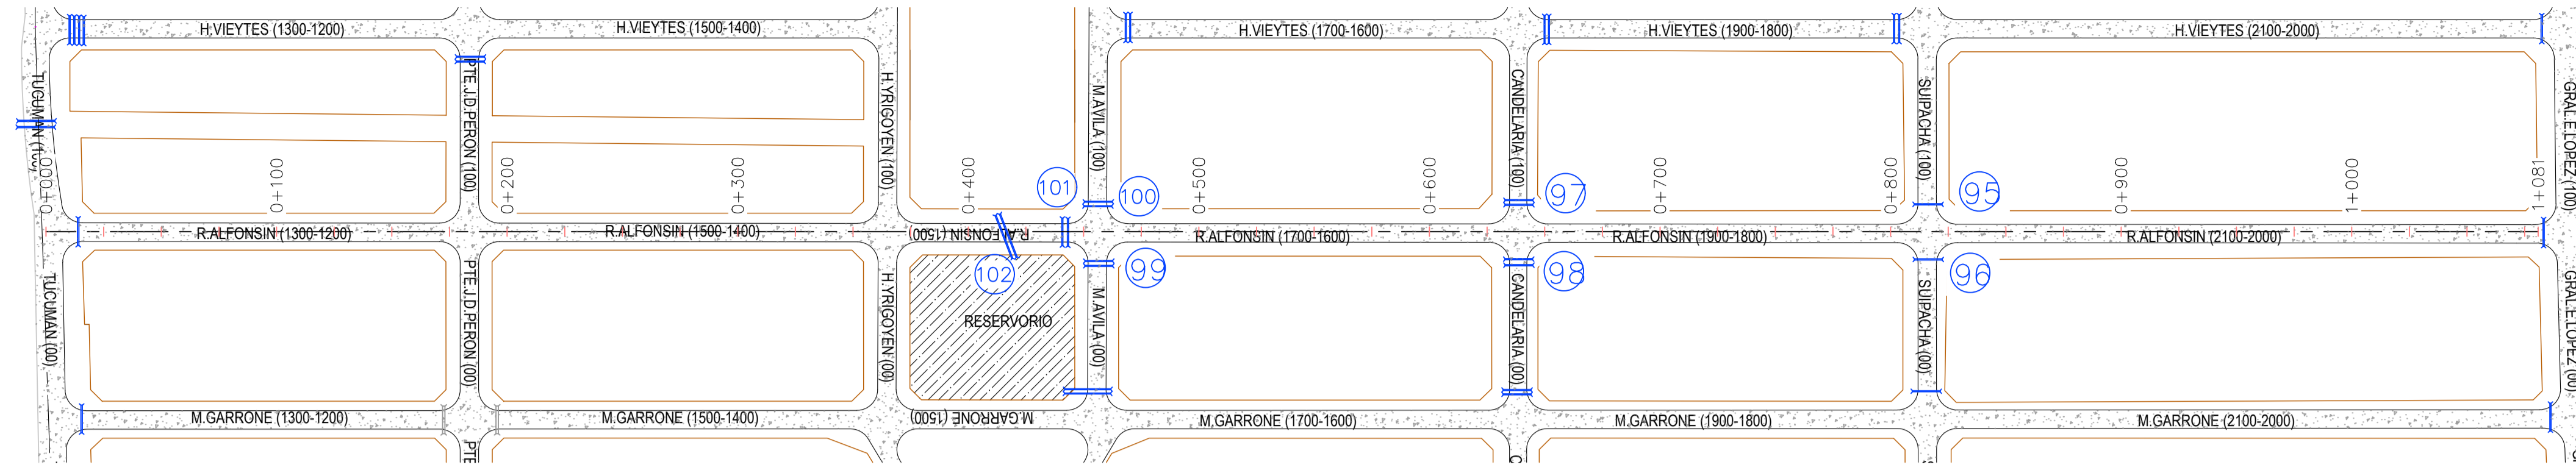 H.VIEYTES (1300-1200)
H.VIEYTES (1500-1400)
H.VIEYTES (1700-1600)
H.VIEYTES (1900-1800)
H.VIEYTES (2100-2000)
TUCUMAN
PTE.J.D.PERON (100)
H.YRIGOYEN (100)
M.AVILA (100)
CANDELARIA (100)
SUIPACHA (100)
GRAL.E.LOPEZ (100)
0+000
0+100
0+200
0+300
0+400
0+500
0+600
0+700
0+800
0+900
1+000
1+081
101
100
97
95
R.ALFONSIN (1300-1200)
R.ALFONSIN (1500-1400)
R.ALFONSIN (1500)
R.ALFONSIN (1700-1600)
R.ALFONSIN (1900-1800)
R.ALFONSIN (2100-2000)
102
99
98
96
TUCUMAN (00)
PTE.J.D.PERON (00)
H.YRIGOYEN (00)
RESERVORIO
M.AVILA (00)
CANDELARIA (00)
SUIPACHA (00)
GRAL.E.LOPEZ (00)
M.GARRONE (1300-1200)
M.GARRONE (1500-1400)
M.GARRONE (1500)
M.GARRONE (1700-1600)
M.GARRONE (1900-1800)
M.GARRONE (2100-2000)
PTE